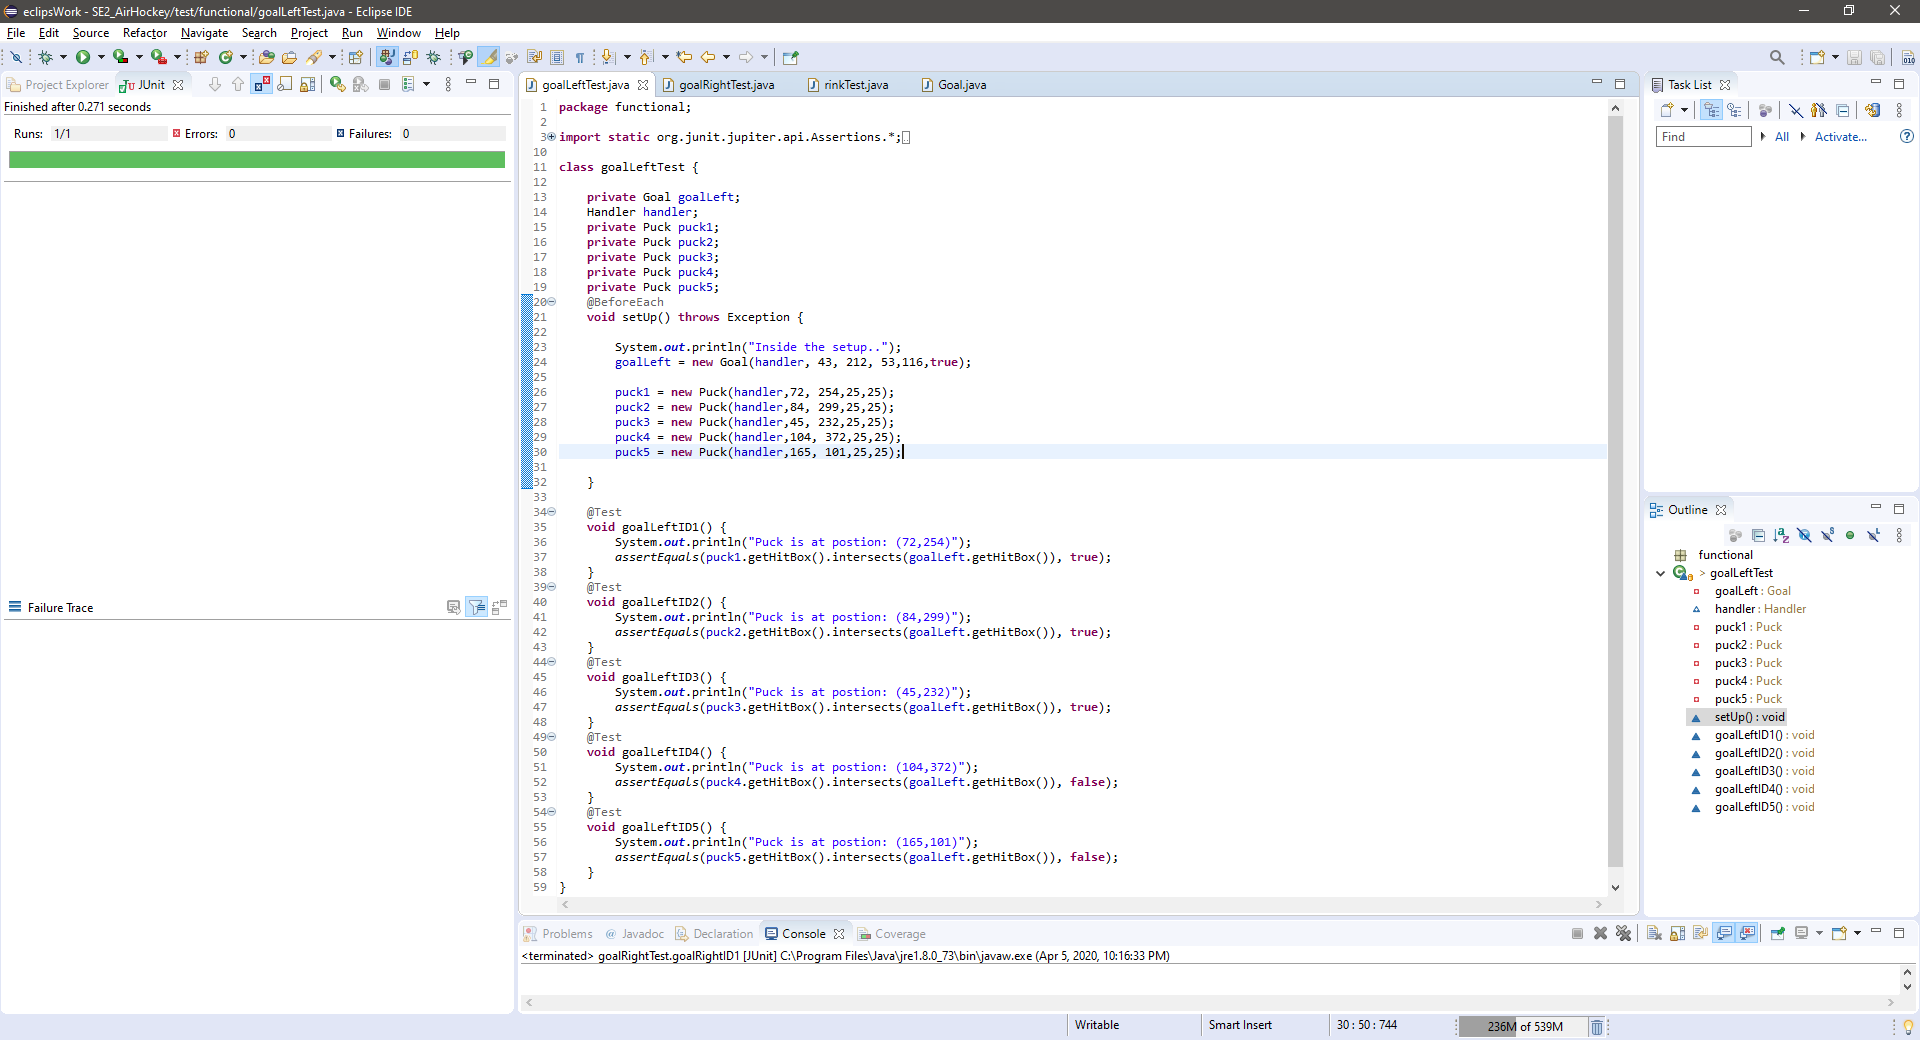 eclipsWork - SE2_AirHockey/test/functional/goalLeftTest.java - Eclipse IDE
File Edit Source Refactor Navigate Search Project Run Window Help
Project Explorer JUnit
Finished after 0.271 seconds
Runs: 1/1 Errors: 0 Failures: 0
Failure Trace
goalLeftTest.java goalRightTest.java rinkTest.java Goal.java
1 package functional;
2
3 import static org.junit.jupiter.api.Assertions.*;
10
11 class goalLeftTest {
12
13 private Goal goalLeft;
14 Handler handler;
15 private Puck puck1;
16 private Puck puck2;
17 private Puck puck3;
18 private Puck puck4;
19 private Puck puck5;
20 @BeforeEach
21 void setUp() throws Exception {
22
23 System.out.println("Inside the setup..");
24 goalLeft = new Goal(handler, 43, 212, 53,116,true);
25
26 puck1 = new Puck(handler,72, 254,25,25);
27 puck2 = new Puck(handler,84, 299,25,25);
28 puck3 = new Puck(handler,45, 232,25,25);
29 puck4 = new Puck(handler,104, 372,25,25);
30 puck5 = new Puck(handler,165, 101,25,25);
31
32 }
33
34 @Test
35 void goalLeftID1() {
36 System.out.println("Puck is at postion: (72,254)");
37 assertEquals(puck1.getHitBox().intersects(goalLeft.getHitBox()), true);
38 }
39 @Test
40 void goalLeftID2() {
41 System.out.println("Puck is at postion: (84,299)");
42 assertEquals(puck2.getHitBox().intersects(goalLeft.getHitBox()), true);
43 }
44 @Test
45 void goalLeftID3() {
46 System.out.println("Puck is at postion: (45,232)");
47 assertEquals(puck3.getHitBox().intersects(goalLeft.getHitBox()), true);
48 }
49 @Test
50 void goalLeftID4() {
51 System.out.println("Puck is at postion: (104,372)");
52 assertEquals(puck4.getHitBox().intersects(goalLeft.getHitBox()), false);
53 }
54 @Test
55 void goalLeftID5() {
56 System.out.println("Puck is at postion: (165,101)");
57 assertEquals(puck5.getHitBox().intersects(goalLeft.getHitBox()), false);
58 }
59 }
Problems @ Javadoc Declaration Console Coverage
<terminated> goalRightTest.goalRightID1 [JUnit] C:\Program Files\Java\jre1.8.0_73\bin\javaw.exe (Apr 5, 2020, 10:16:33 PM)
Task List
Find All Activate...
Outline
functional
> goalLeftTest
goalLeft : Goal
handler : Handler
puck1 : Puck
puck2 : Puck
puck3 : Puck
puck4 : Puck
puck5 : Puck
setUp() : void
goalLeftID1() : void
goalLeftID2() : void
goalLeftID3() : void
goalLeftID4() : void
goalLeftID5() : void
Writable Smart Insert 30 : 50 : 744 236M of 539M